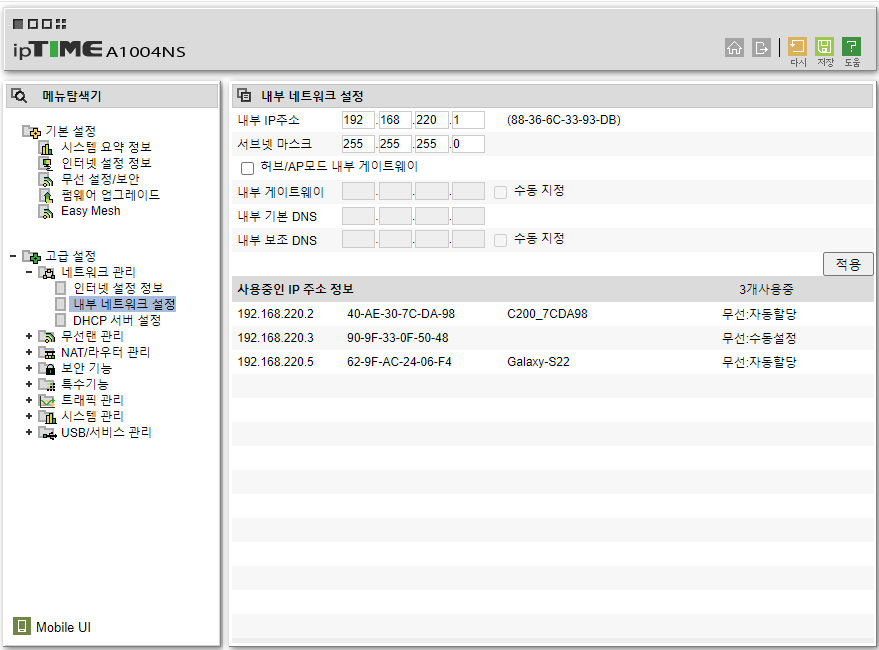 ipTIME A1004NS
다시 저장 도움
메뉴탐색기
기본 설정
시스템 요약 정보
인터넷 설정 정보
무선 설정/보안
펌웨어 업그레이드
Easy Mesh
고급 설정
네트워크 관리
인터넷 설정 정보
내부 네트워크 설정
DHCP 서버 설정
무선랜 관리
NAT/라우터 관리
보안 기능
특수기능
트래픽 관리
시스템 관리
USB/서비스 관리
Mobile UI
내부 네트워크 설정
내부 IP주소 192 . 168 . 220 . 1 (88-36-6C-33-93-DB)
서브넷 마스크 255 . 255 . 255 . 0
허브/AP모드 내부 게이트웨이
내부 게이트웨이 . . . 수동 지정
내부 기본 DNS . . .
내부 보조 DNS . . . 수동 지정
적용
사용중인 IP 주소 정보 3개사용중
192.168.220.2 40-AE-30-7C-DA-98 C200_7CDA98 무선:자동할당
192.168.220.3 90-9F-33-0F-50-48 무선:수동설정
192.168.220.5 62-9F-AC-24-06-F4 Galaxy-S22 무선:자동할당